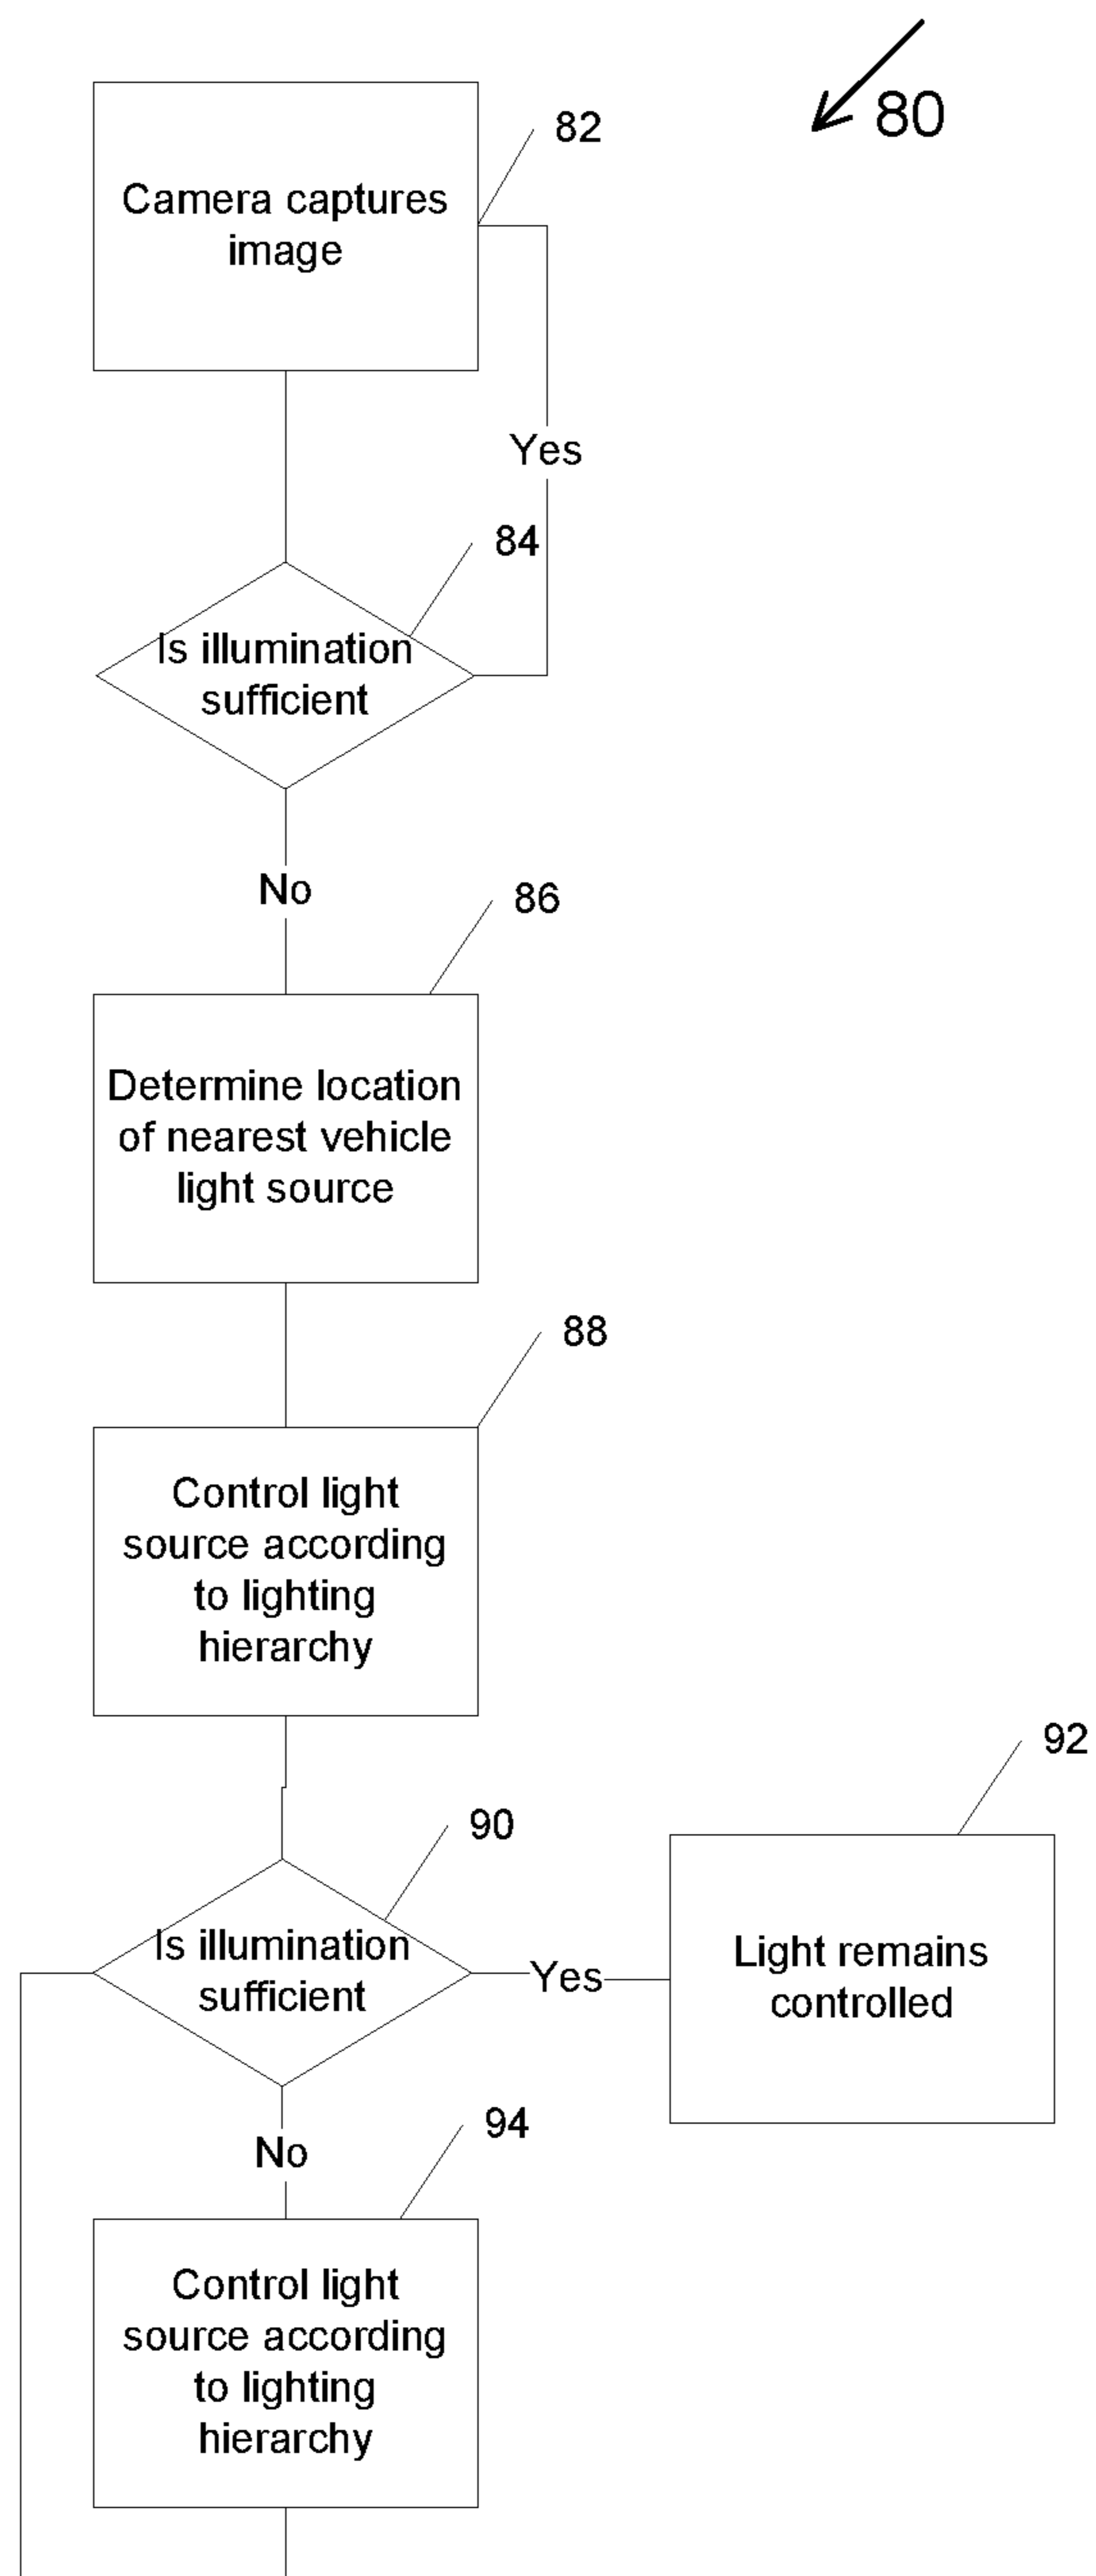 80
82
Camera captures
image
Yes
84
Is illumination
sufficient
No
86
Determine location
of nearest vehicle
light source
88
Control light
source according
to lighting
hierarchy
92
90
Is illumination
sufficient
Yes
Light remains
controlled
94
No
Control light
source according
to lighting
hierarchy